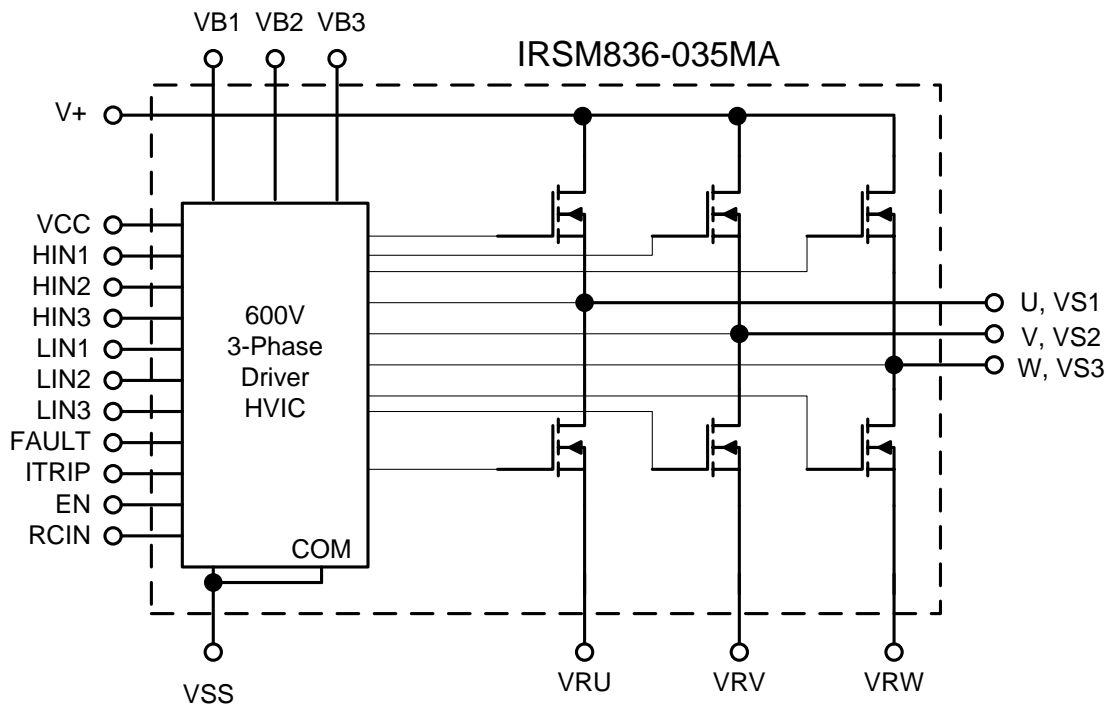 VB1 VB2 VB3
IRSM836-035MA
V+
VCC
HIN1
HIN2
HIN3
LIN1
LIN2
LIN3
FAULT
ITRIP
EN
RCIN
600V
3-Phase
Driver
HVIC
COM
U, VS1
V, VS2
W, VS3
VSS
VRU
VRV
VRW